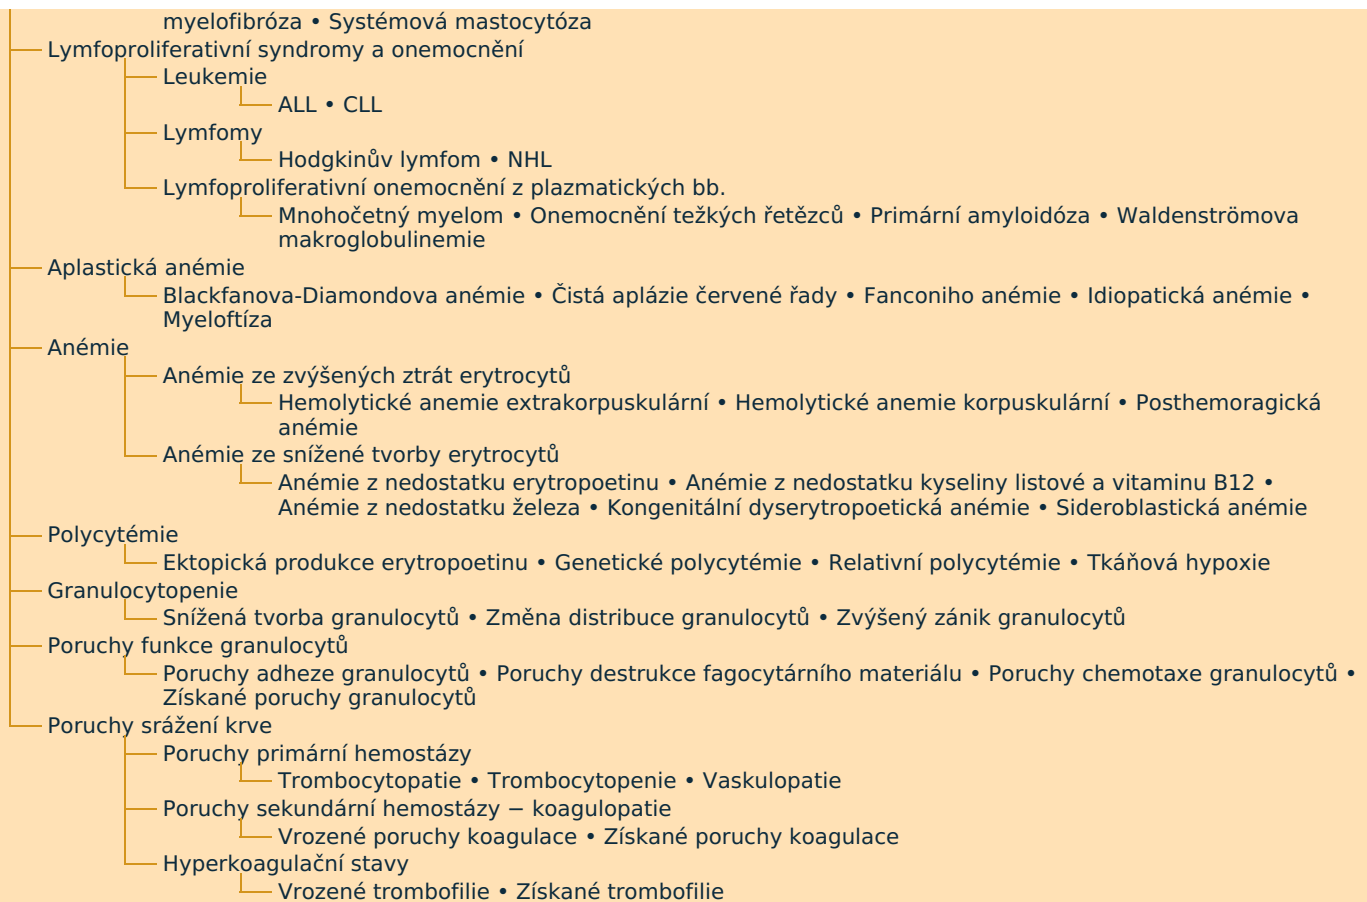 myelofibróza • Systémová mastocytóza
Lymfoproliferativní syndromy a onemocnění
Leukemie
ALL • CLL
Lymfomy
Hodgkinův lymfom • NHL
Lymfoproliferativní onemocnění z plazmatických bb.
Mnohočetný myelom • Onemocnění težkých řetězců • Primární amyloidóza • Waldenströmova
makroglobulinemie
Aplastická anémie
Blackfanova-Diamondova anémie • Čistá aplázie červené řady • Fanconiho anémie • Idiopatická anémie •
Myeloftíza
Anémie
Anémie ze zvýšených ztrát erytrocytů
Hemolytické anemie extrakorpuskulární • Hemolytické anemie korpuskulární • Posthemoragická
anémie
Anémie ze snížené tvorby erytrocytů
Anémie z nedostatku erytropoetinu • Anémie z nedostatku kyseliny listové a vitaminu B12 •
Anémie z nedostatku železa • Kongenitální dyserytropoetická anémie • Sideroblastická anémie
Polycytémie
Ektopická produkce erytropoetinu • Genetické polycytémie • Relativní polycytémie • Tkáňová hypoxie
Granulocytopenie
Snížená tvorba granulocytů • Změna distribuce granulocytů • Zvýšený zánik granulocytů
Poruchy funkce granulocytů
Poruchy adheze granulocytů • Poruchy destrukce fagocytárního materiálu • Poruchy chemotaxe granulocytů •
Získané poruchy granulocytů
Poruchy srážení krve
Poruchy primární hemostázy
Trombocytopatie • Trombocytopenie • Vaskulopatie
Poruchy sekundární hemostázy − koagulopatie
Vrozené poruchy koagulace • Získané poruchy koagulace
Hyperkoagulační stavy
Vrozené trombofilie • Získané trombofilie